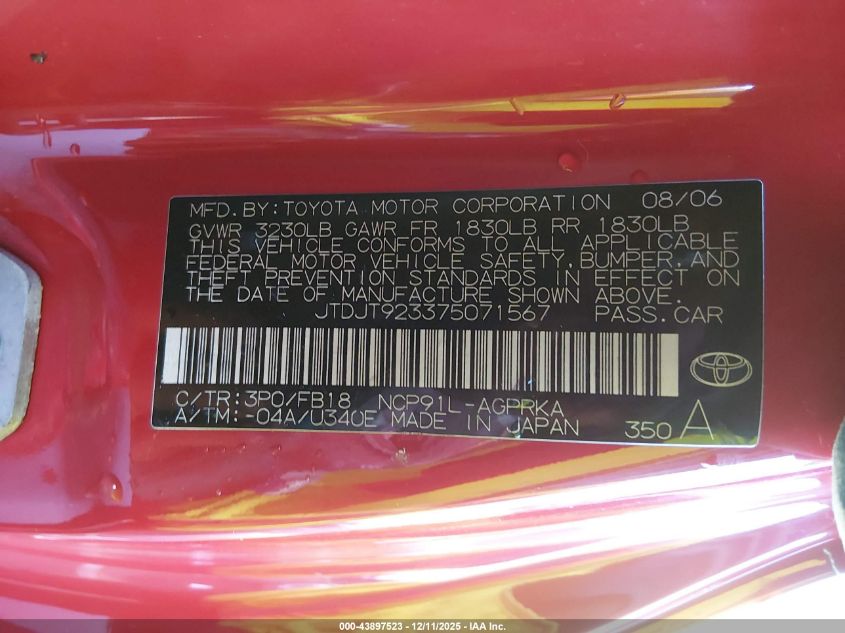 MFD.BY:TOYOTA MOTOR CORPORATION 08/06
GVWR 3230LB GAWR FR 1830LB RR 1830LB
THIS VEHICLE CONFORMS TO ALL APPLICABLE
FEDERAL MOTOR VEHICLE SAFETY, BUMPER, AND
THEFT PREVENTION STANDARDS IN EFFECT ON
THE DATE OF MANUFACTURE SHOWN ABOVE.
JTDJT923375071567 PASS.CAR
C/TR:3P0/FB18 NCP91L-AGPRKA
A/TM:-04A/U340E MADE IN JAPAN 350 A
000-43897523 - 12/11/2025 - IAA Inc.